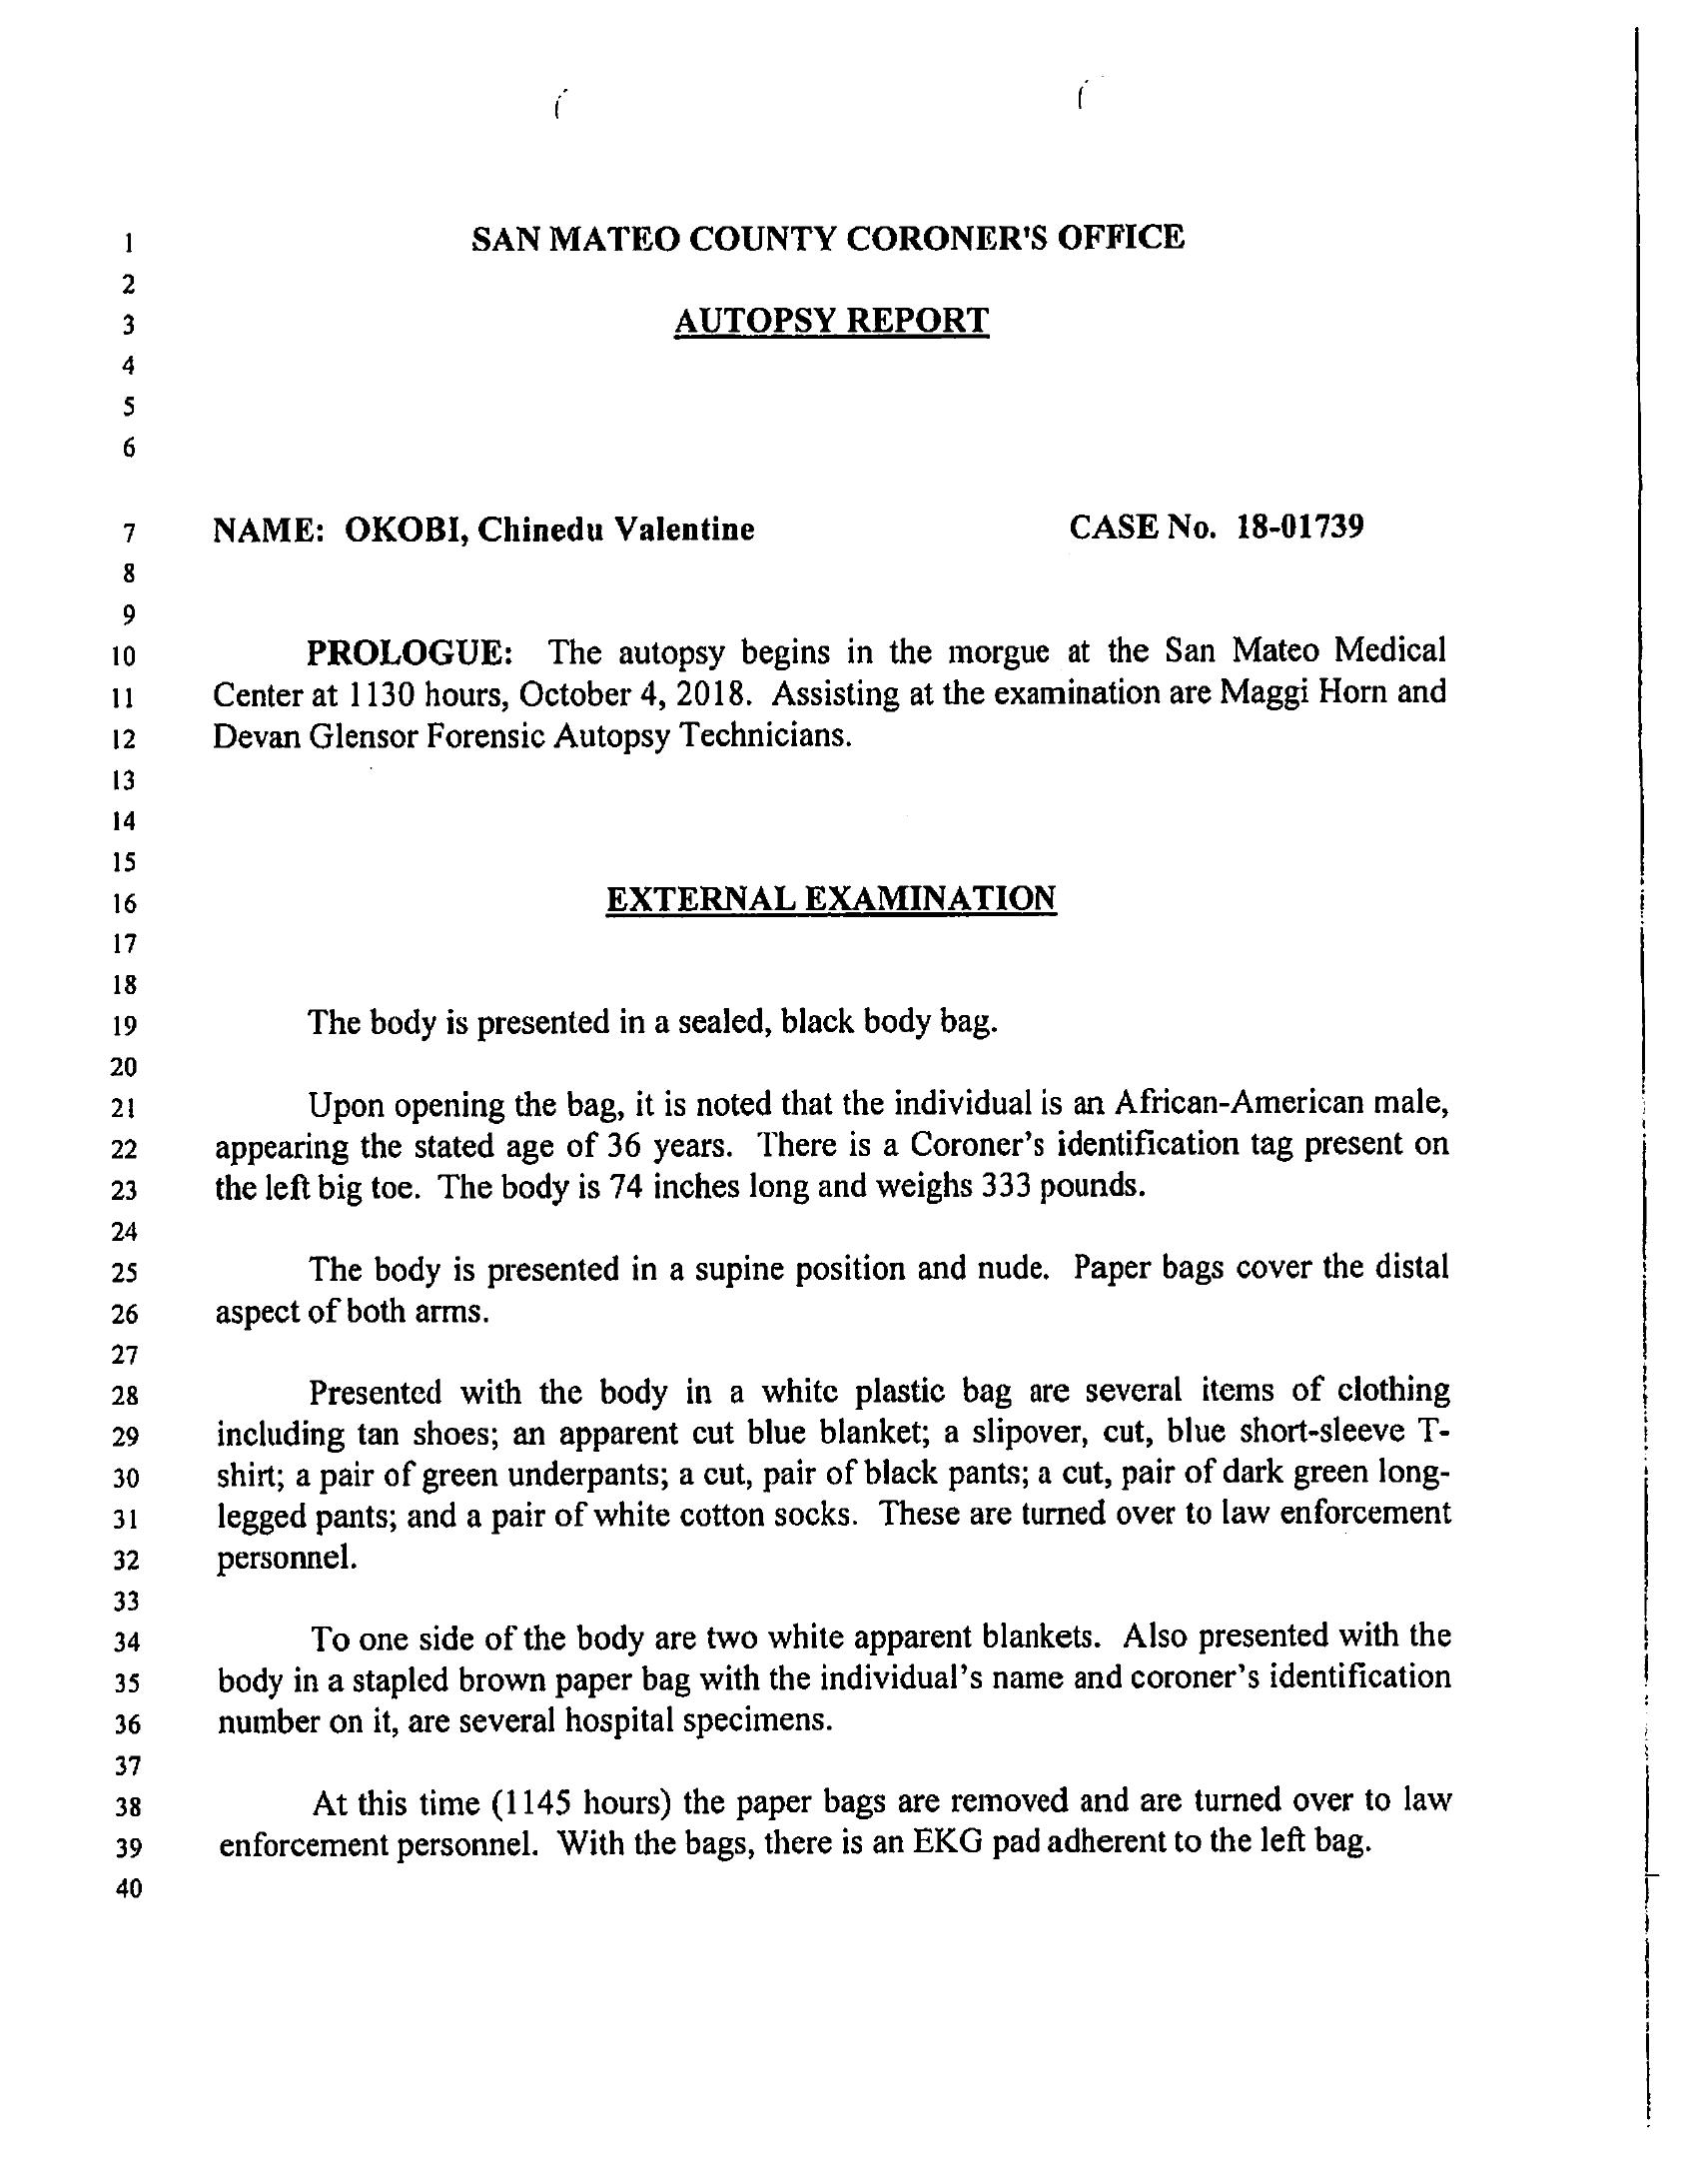 1 SAN MATEO COUNTY CORONER'S OFFICE
2
3 AUTOPSY REPORT
4
5
6
7 NAME: OKOBI, Chinedu Valentine CASE No. 18-01739
8
9
10 PROLOGUE: The autopsy begins in the morgue at the San Mateo Medical
11 Center at 1130 hours, October 4, 2018. Assisting at the examination are Maggi Horn and
12 Devan Glensor Forensic Autopsy Technicians.
13
14
15
16 EXTERNAL EXAMINATION
17
18
19 The body is presented in a sealed, black body bag.
20
21 Upon opening the bag, it is noted that the individual is an African-American male,
22 appearing the stated age of 36 years. There is a Coroner's identification tag present on
23 the left big toe. The body is 74 inches long and weighs 333 pounds.
24
25 The body is presented in a supine position and nude. Paper bags cover the distal
26 aspect of both arms.
27
28 Presented with the body in a white plastic bag are several items of clothing
29 including tan shoes; an apparent cut blue blanket; a slipover, cut, blue short-sleeve T-
30 shirt; a pair of green underpants; a cut, pair of black pants; a cut, pair of dark green long-
31 legged pants; and a pair of white cotton socks. These are turned over to law enforcement
32 personnel.
33
34 To one side of the body are two white apparent blankets. Also presented with the
35 body in a stapled brown paper bag with the individual's name and coroner's identification
36 number on it, are several hospital specimens.
37
38 At this time (1145 hours) the paper bags are removed and are turned over to law
39 enforcement personnel. With the bags, there is an EKG pad adherent to the left bag.
40